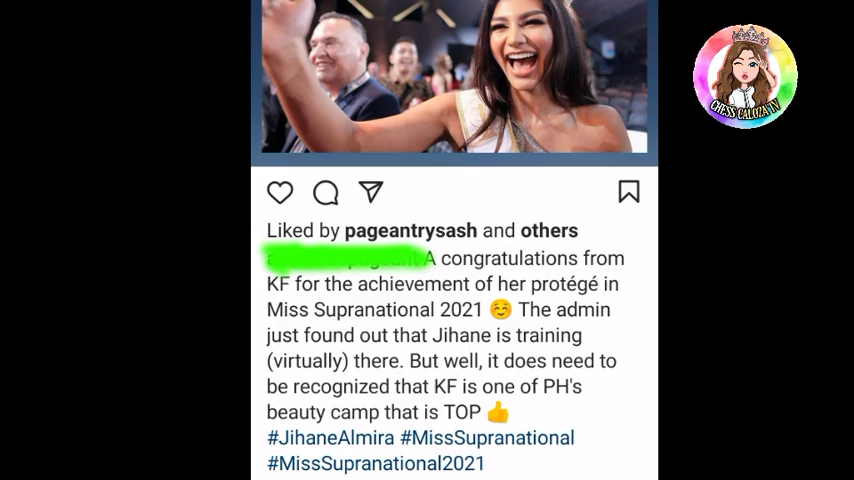 CHESS CALOZA TV
Liked by pageantrysash and others
A congratulations from
KF for the achievement of her protégé in
Miss Supranational 2021 ☺️ The admin
just found out that Jihane is training
(virtually) there. But well, it does need to
be recognized that KF is one of PH's
beauty camp that is TOP 👍
#JihaneAlmira #MissSupranational
#MissSupranational2021